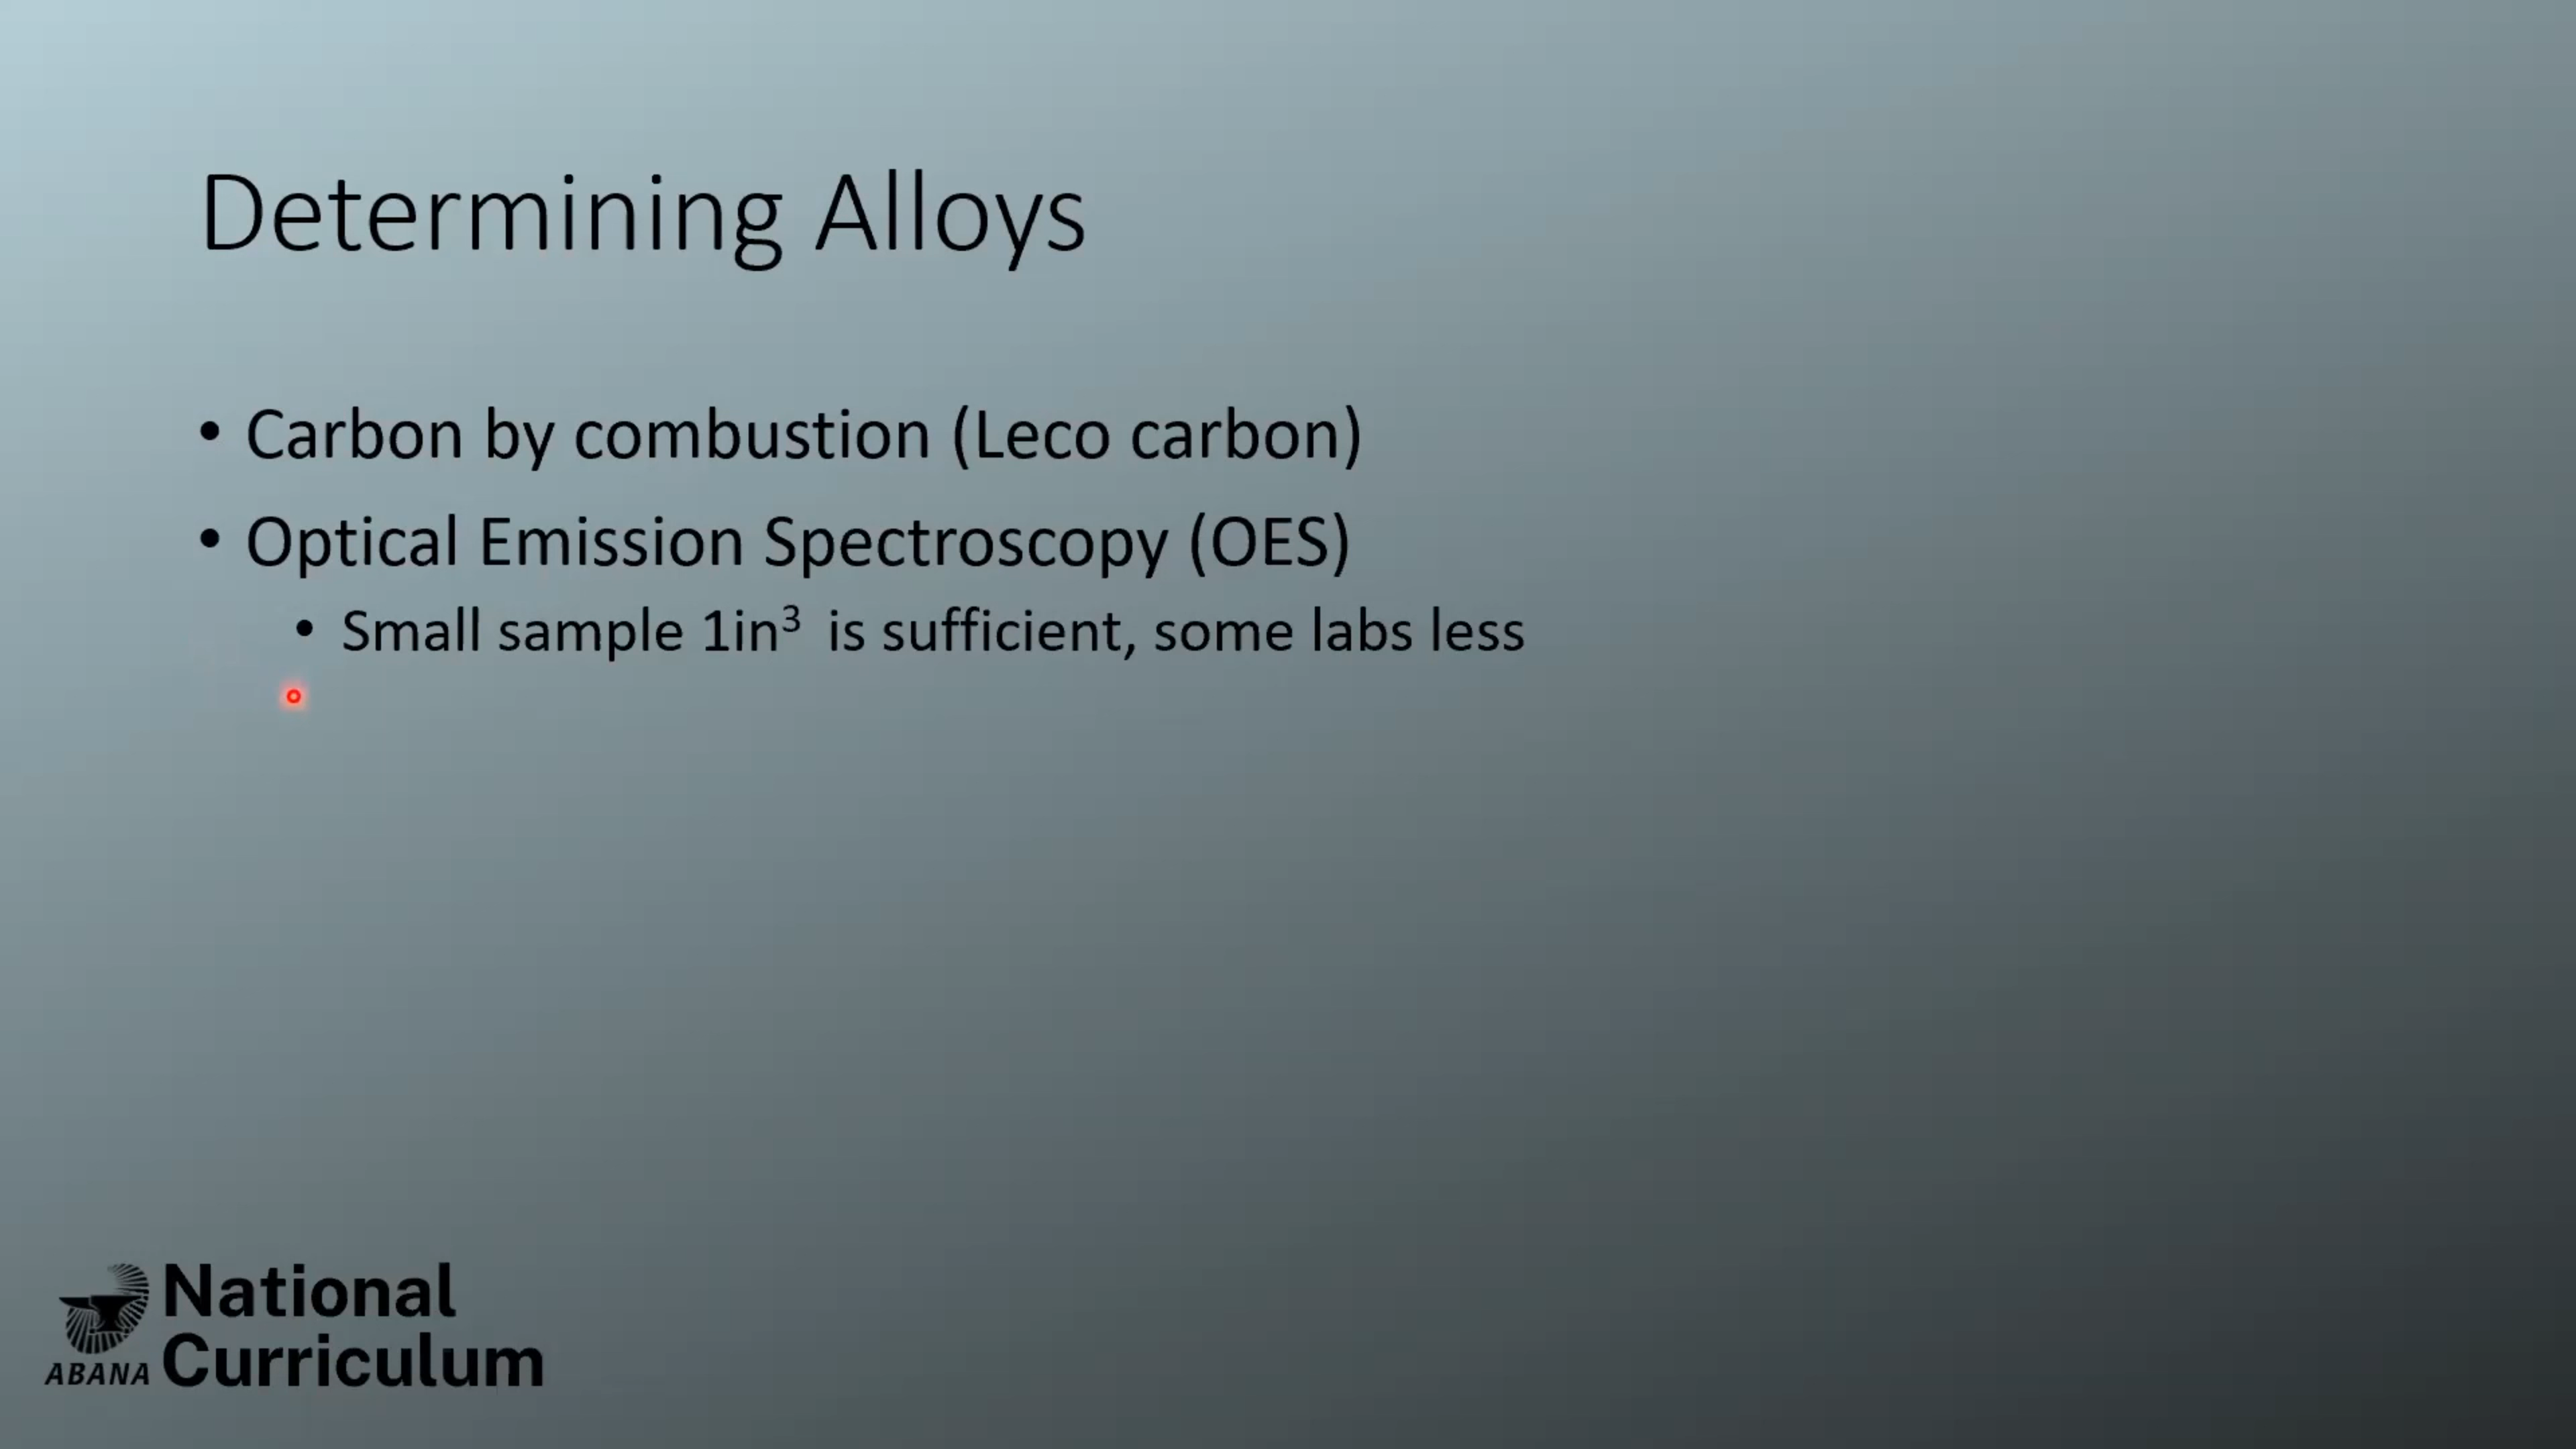 Determining Alloys
• Carbon by combustion (Leco carbon)
• Optical Emission Spectroscopy (OES)
• Small sample 1in³ is sufficient, some labs less
National
Curriculum
ABANA